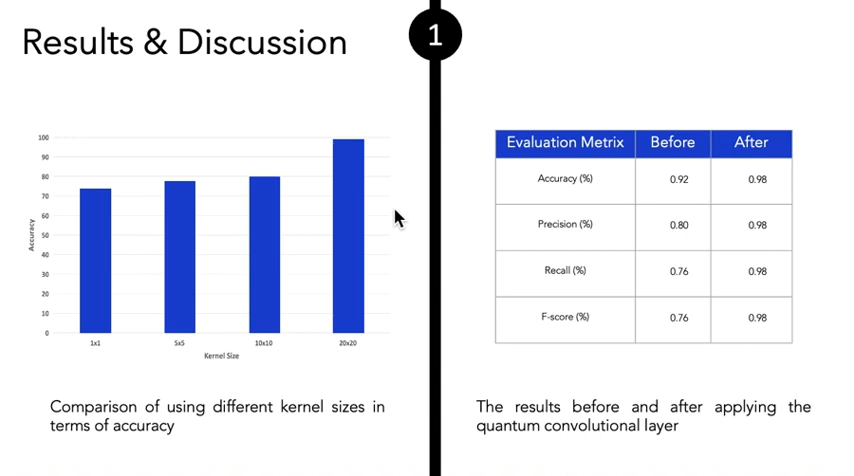 Results & Discussion
1
100
90
80
70
60
50
40
30
20
10
0
Accuracy
1x1 5x5 10x10 20x20
Kernel Size
Comparison of using different kernel sizes in
terms of accuracy
Evaluation Metrix Before After
Accuracy (%) 0.92 0.98
Precision (%) 0.80 0.98
Recall (%) 0.76 0.98
F-score (%) 0.76 0.98
The results before and after applying the
quantum convolutional layer